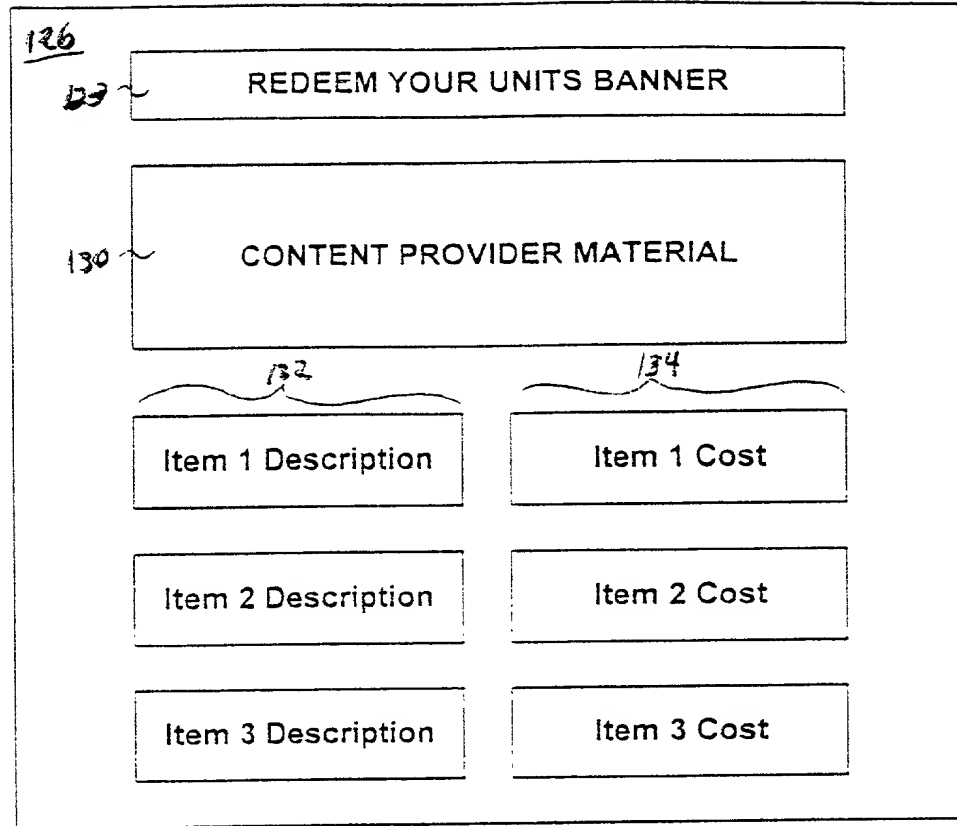 126
REDEEM YOUR UNITS BANNER
130 CONTENT PROVIDER MATERIAL
132 134
Item 1 Description Item 1 Cost
Item 2 Description Item 2 Cost
Item 3 Description Item 3 Cost